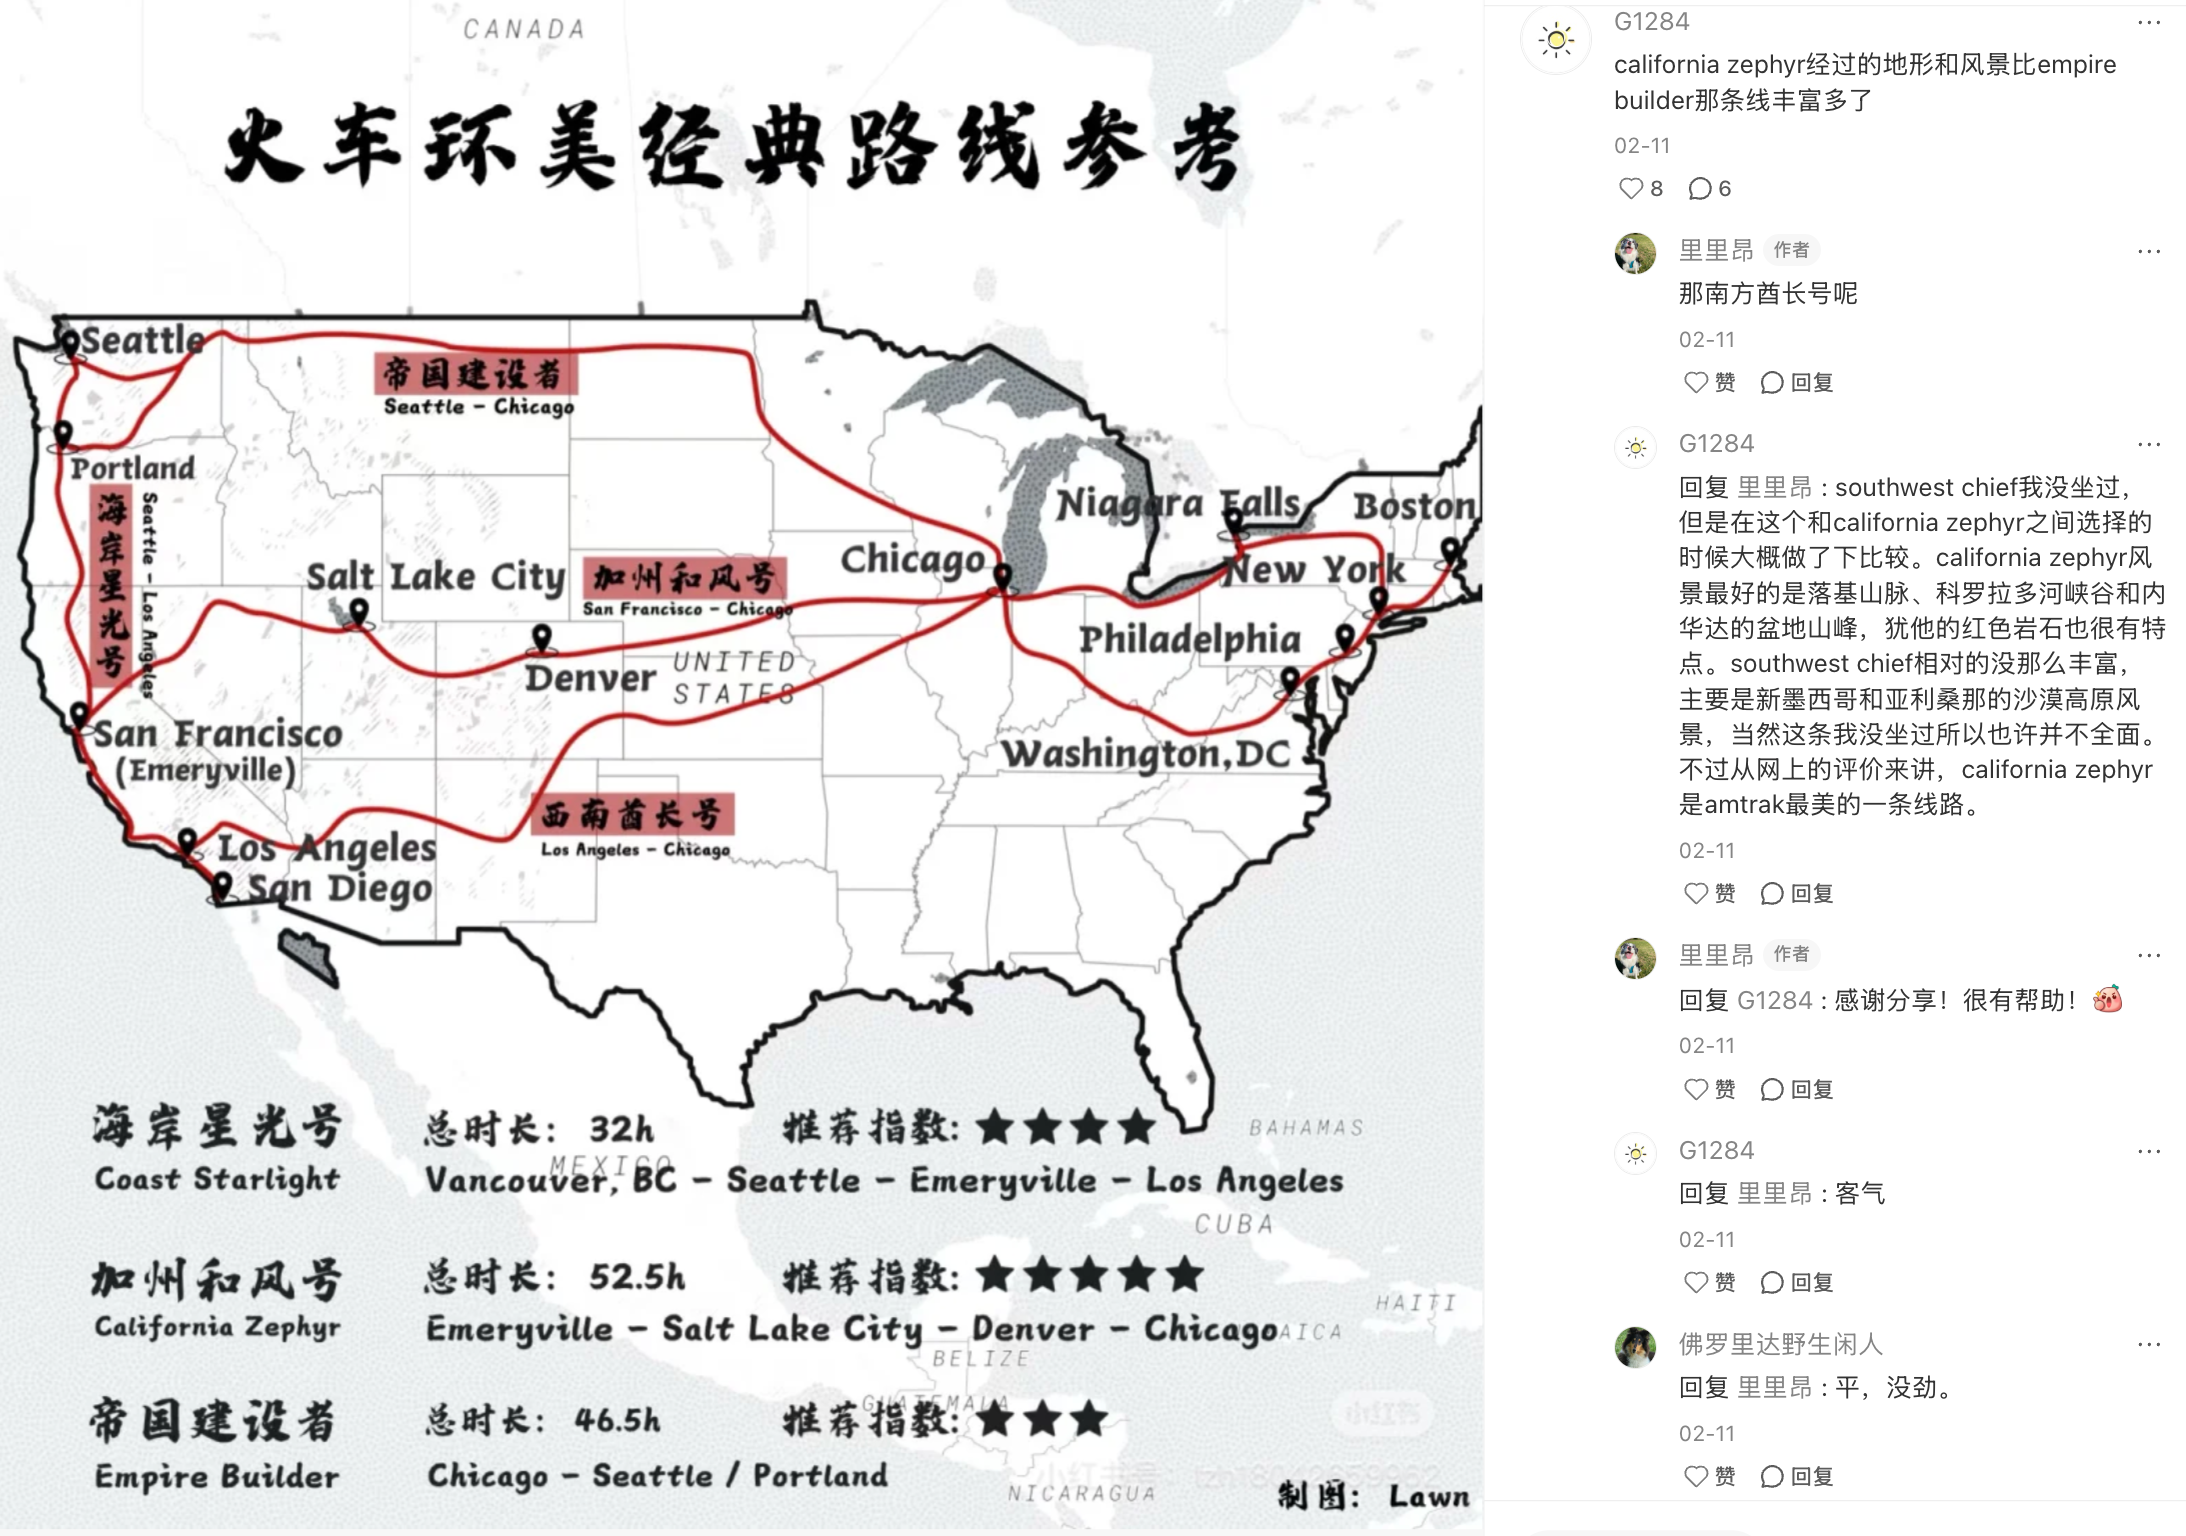 CANADA
火车环美经典路线参考
Seattle
帝国建设者
Seattle – Chicago
Portland
海岸星光号
Seattle – Los Angeles
Niagara Falls
Boston
Chicago
Salt Lake City
加州和风号
San Francisco – Chicago
New York
Philadelphia
Denver
UNITED
STATES
San Francisco
(Emeryville)
Washington,DC
西南酋长号
Los Angeles – Chicago
Los Angeles
San Diego
海岸星光号 总时长: 32h 推荐指数: ★★★★
BAHAMAS
MEXICO
Coast Starlight Vancouver, BC – Seattle – Emeryville – Los Angeles
CUBA
加州和风号 总时长: 52.5h 推荐指数: ★★★★★
HAITI
California Zephyr Emeryville – Salt Lake City – Denver – Chicago
AICA
BELIZE
GUATEMALA
帝国建设者 总时长: 46.5h 推荐指数: ★★★
小红书
Empire Builder Chicago – Seattle / Portland
NICARAGUA
制图: Lawn
G1284
california zephyr经过的地形和风景比empire
builder那条线丰富多了
02-11
8 6
里里昂 作者
那南方酋长号呢
02-11
赞 回复
G1284
回复 里里昂 : southwest chief我没坐过，
但是在这个和california zephyr之间选择的
时候大概做了下比较。california zephyr风
景最好的是落基山脉、科罗拉多河峡谷和内
华达的盆地山峰，犹他的红色岩石也很有特
点。southwest chief相对的没那么丰富，
主要是新墨西哥和亚利桑那的沙漠高原风
景，当然这条我没坐过所以也许并不全面。
不过从网上的评价来讲，california zephyr
是amtrak最美的一条线路。
02-11
赞 回复
里里昂 作者
回复 G1284 : 感谢分享！很有帮助！
02-11
赞 回复
G1284
回复 里里昂 : 客气
02-11
赞 回复
佛罗里达野生闲人
回复 里里昂 : 平，没劲。
02-11
赞 回复